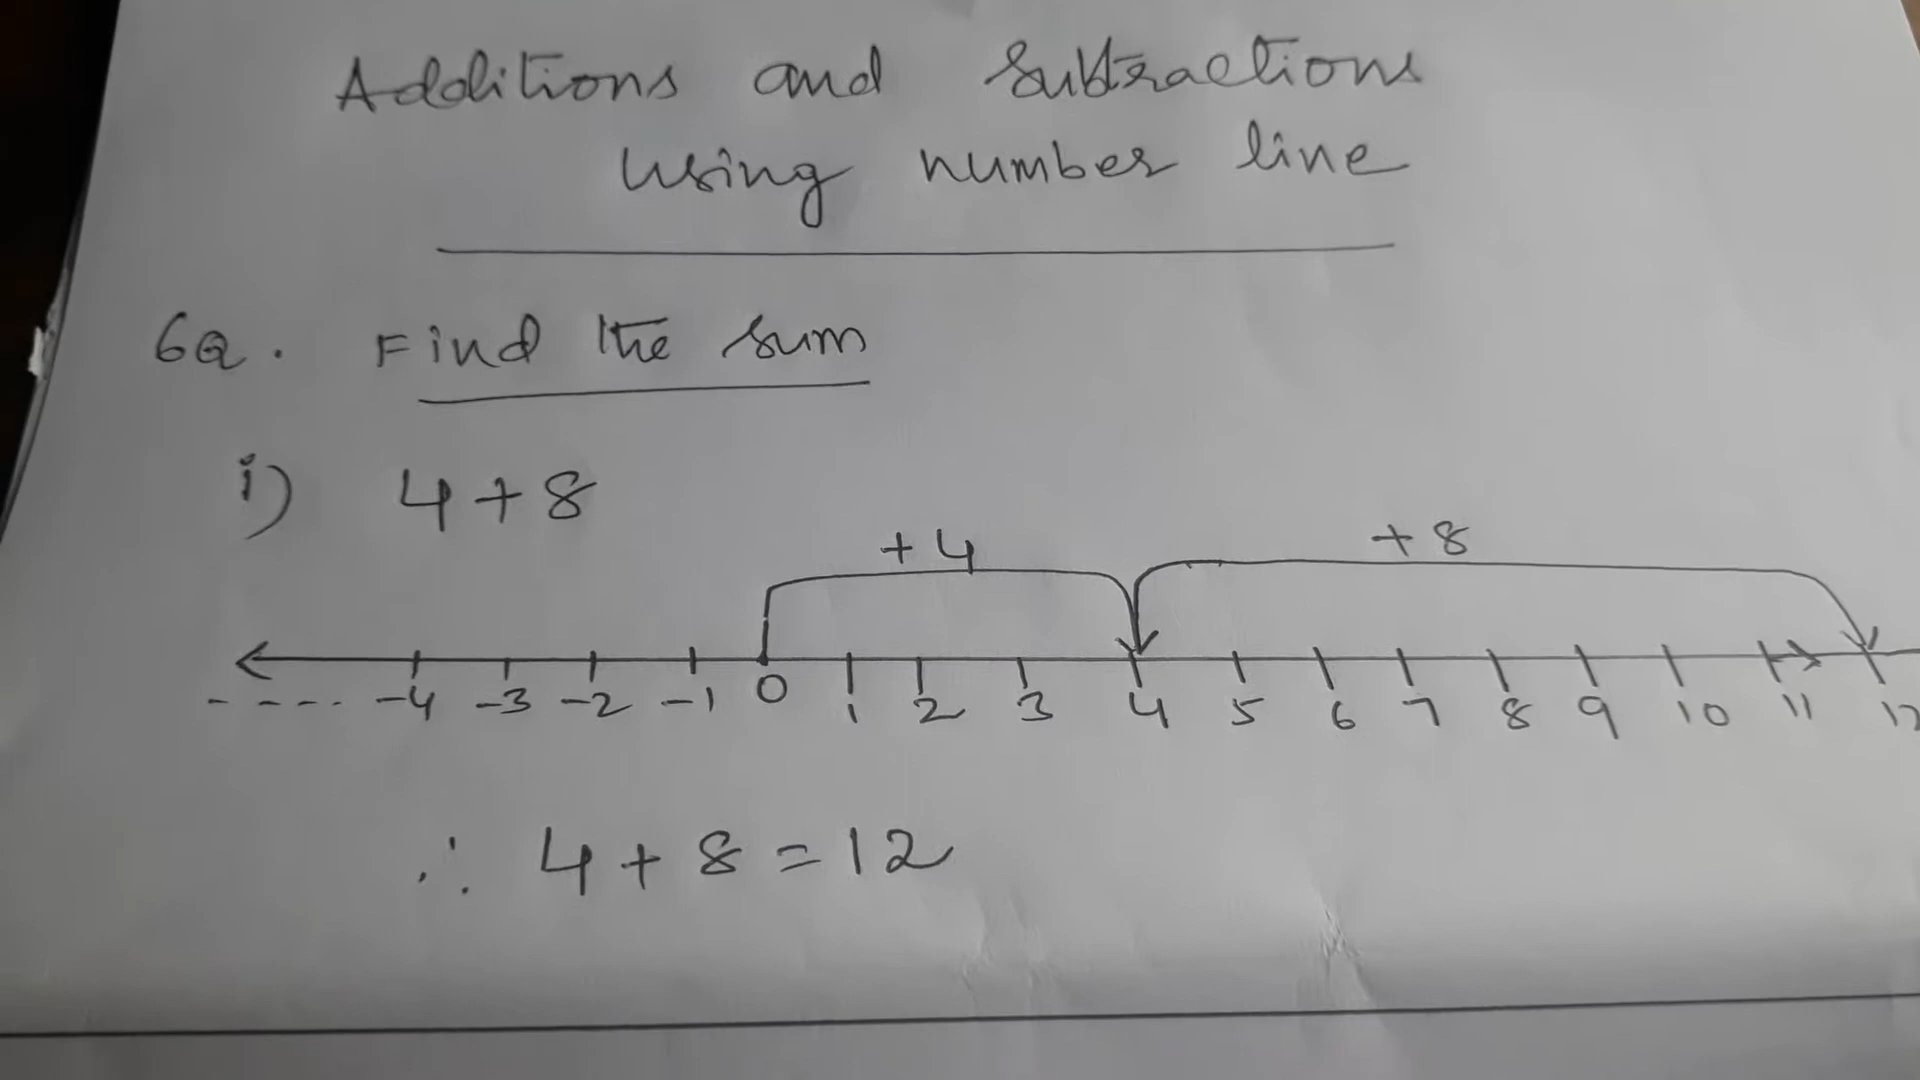 Additions and Subtractions
using number line
6Q. Find the sum
i) 4+8
+4 +8
---- -4 -3 -2 -1 0 1 2 3 4 5 6 7 8 9 10 11 12
∴ 4+8=12